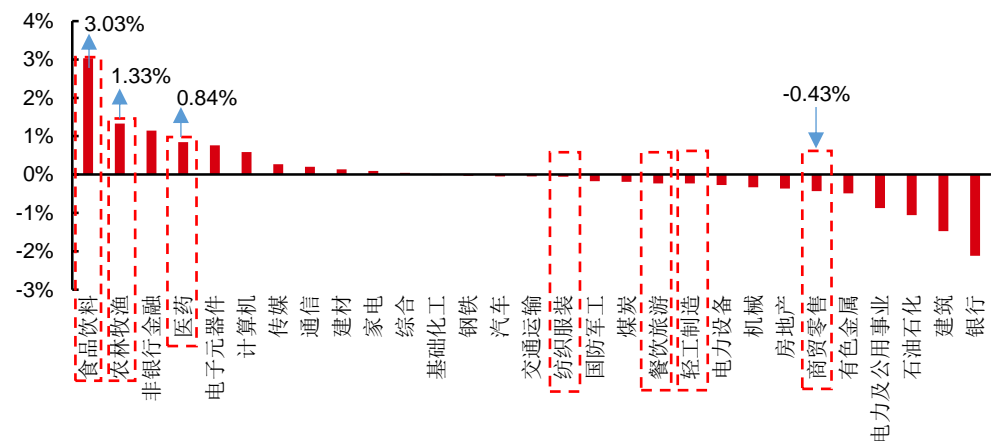 4%
3%
2%
1%
0%
-1%
-2%
-3%
3.03%
1.33%
0.84%
-0.43%
食品饮料
农林牧渔
非银行金融
医药
电子元器件
计算机
传媒
通信
建材
家电
综合
基础化工
钢铁
汽车
交通运输
纺织服装
国防军工
煤炭
餐饮旅游
轻工制造
电力设备
机械
房地产
商贸零售
有色金属
电力及公用事业
石油石化
建筑
银行